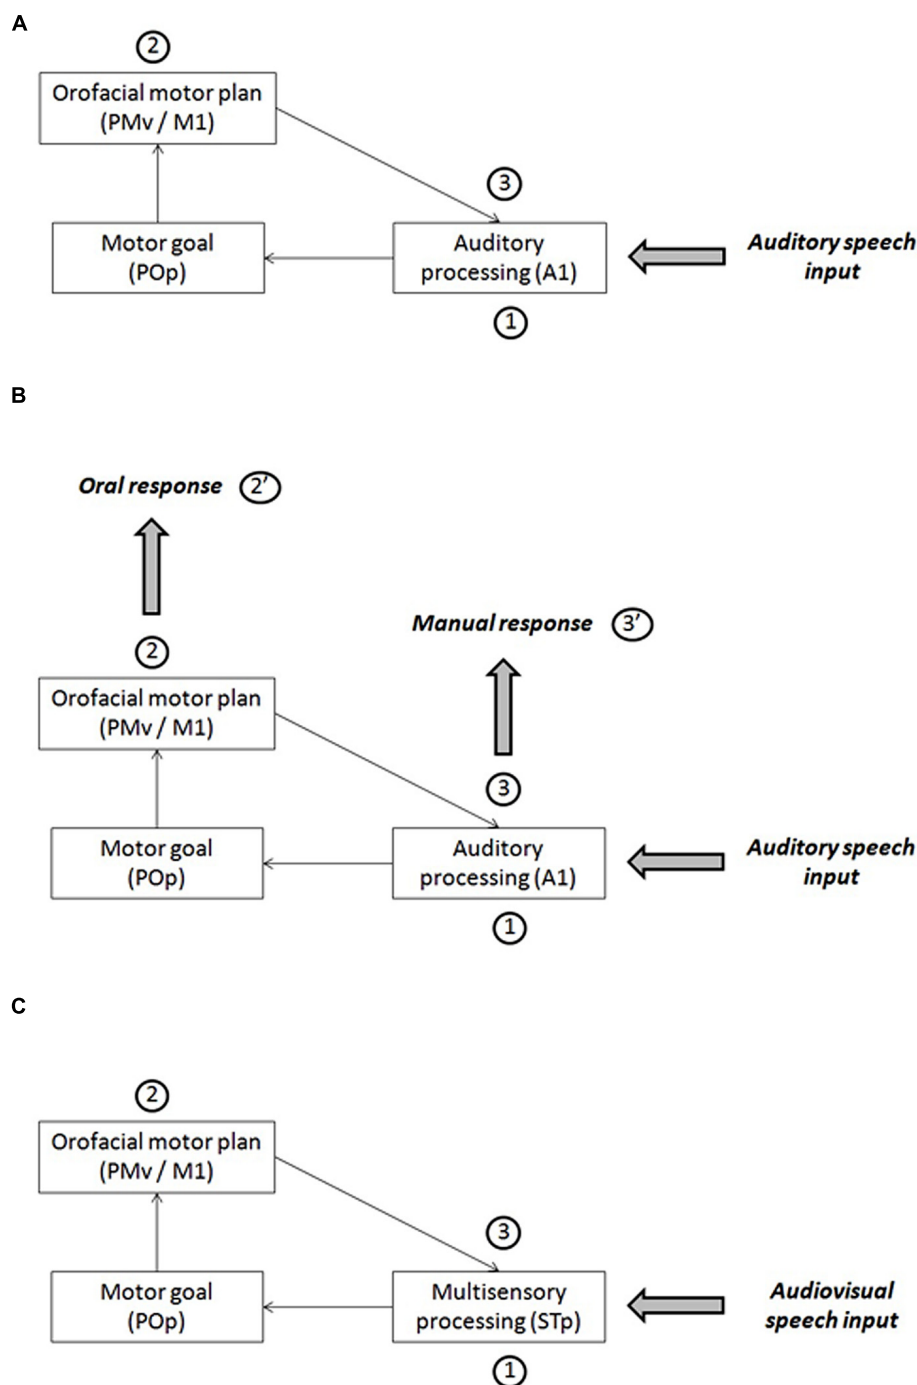 A
2
Orofacial motor plan
(PMv / M1)
3
Motor goal
(POp)
Auditory
processing (A1)
Auditory speech
input
1
B
Oral response 2’
Manual response 3’
2
Orofacial motor plan
(PMv / M1)
3
Motor goal
(POp)
Auditory
processing (A1)
Auditory speech
input
1
C
2
Orofacial motor plan
(PMv / M1)
3
Motor goal
(POp)
Multisensory
processing (STp)
Audiovisual
speech input
1